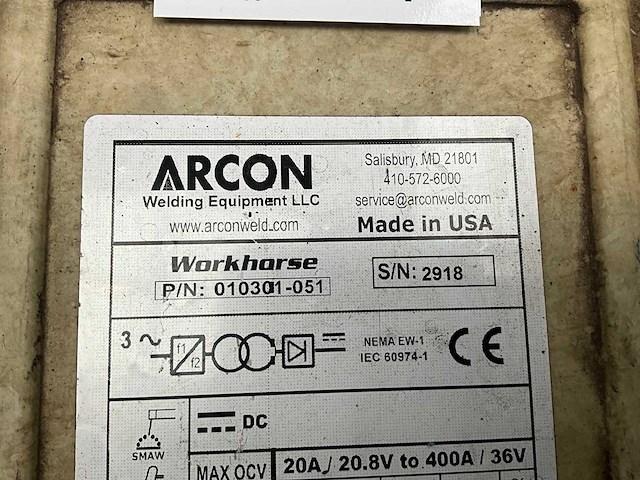 ARCON
Welding Equipment LLC
www.arconweld.com
Salisbury, MD 21801
410-572-6000
service@arconweld.com
Made in USA
Workhorse
P/N: 010301-051
S/N: 2918
3 ~
f1
f2
NEMA EW-1
IEC 60974-1
CE
SMAW
DC
MAX OCV
20A / 20.8V to 400A / 36V